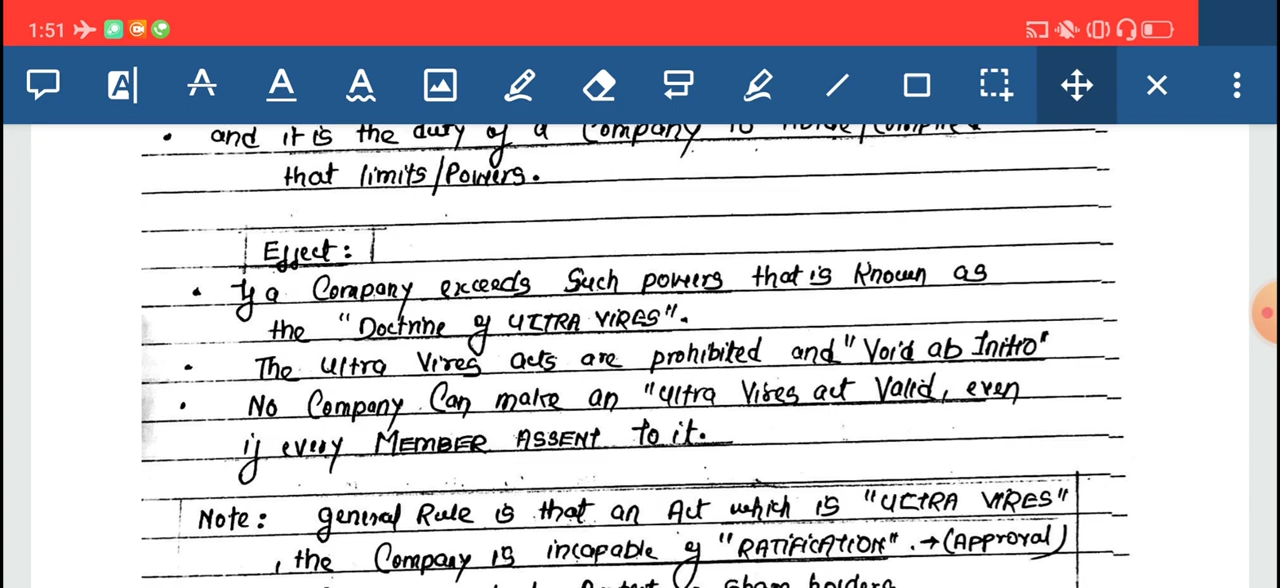 1:51
• and it is the duty of a Company to
that limits/Powers.
Effect:
• If a Company exceeds Such powers that is Known as
the "Doctrine of ULTRA VIRES".
• The Ultra Vires acts are prohibited and "Void ab Initio"
• No Company Can make an "Ultra Vires act Valid, even
if every MEMBER ASSENT to it.
Note: general Rule is that an Act which is "ULTRA VIRES"
, the Company is incapable of "RATIFICATION". → (Approval)
Share holders